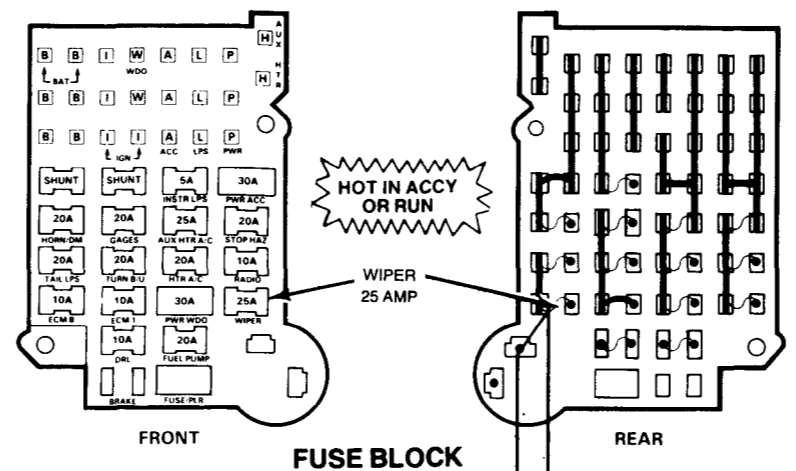 AUX HTR
H
B B I W A L P
WDO
H
BAT
B B I W A L P
B B I I A L P
IGN ACC LPS PWR
SHUNT SHUNT 5A 30A
INSTR LPS PWR ACC
20A 20A 25A 20A
HORN/DM GAGES AUX HTR A/C STOP HAZ
20A 20A 20A 10A
TAIL LPS TURN B/U HTR A/C RADIO
10A 10A 30A 25A
ECM B ECM 1 PWR WDO WIPER
10A 20A
DRL FUEL PUMP
BRAKE FUSE-PLR
FRONT
HOT IN ACCY
OR RUN
WIPER
25 AMP
REAR
FUSE BLOCK